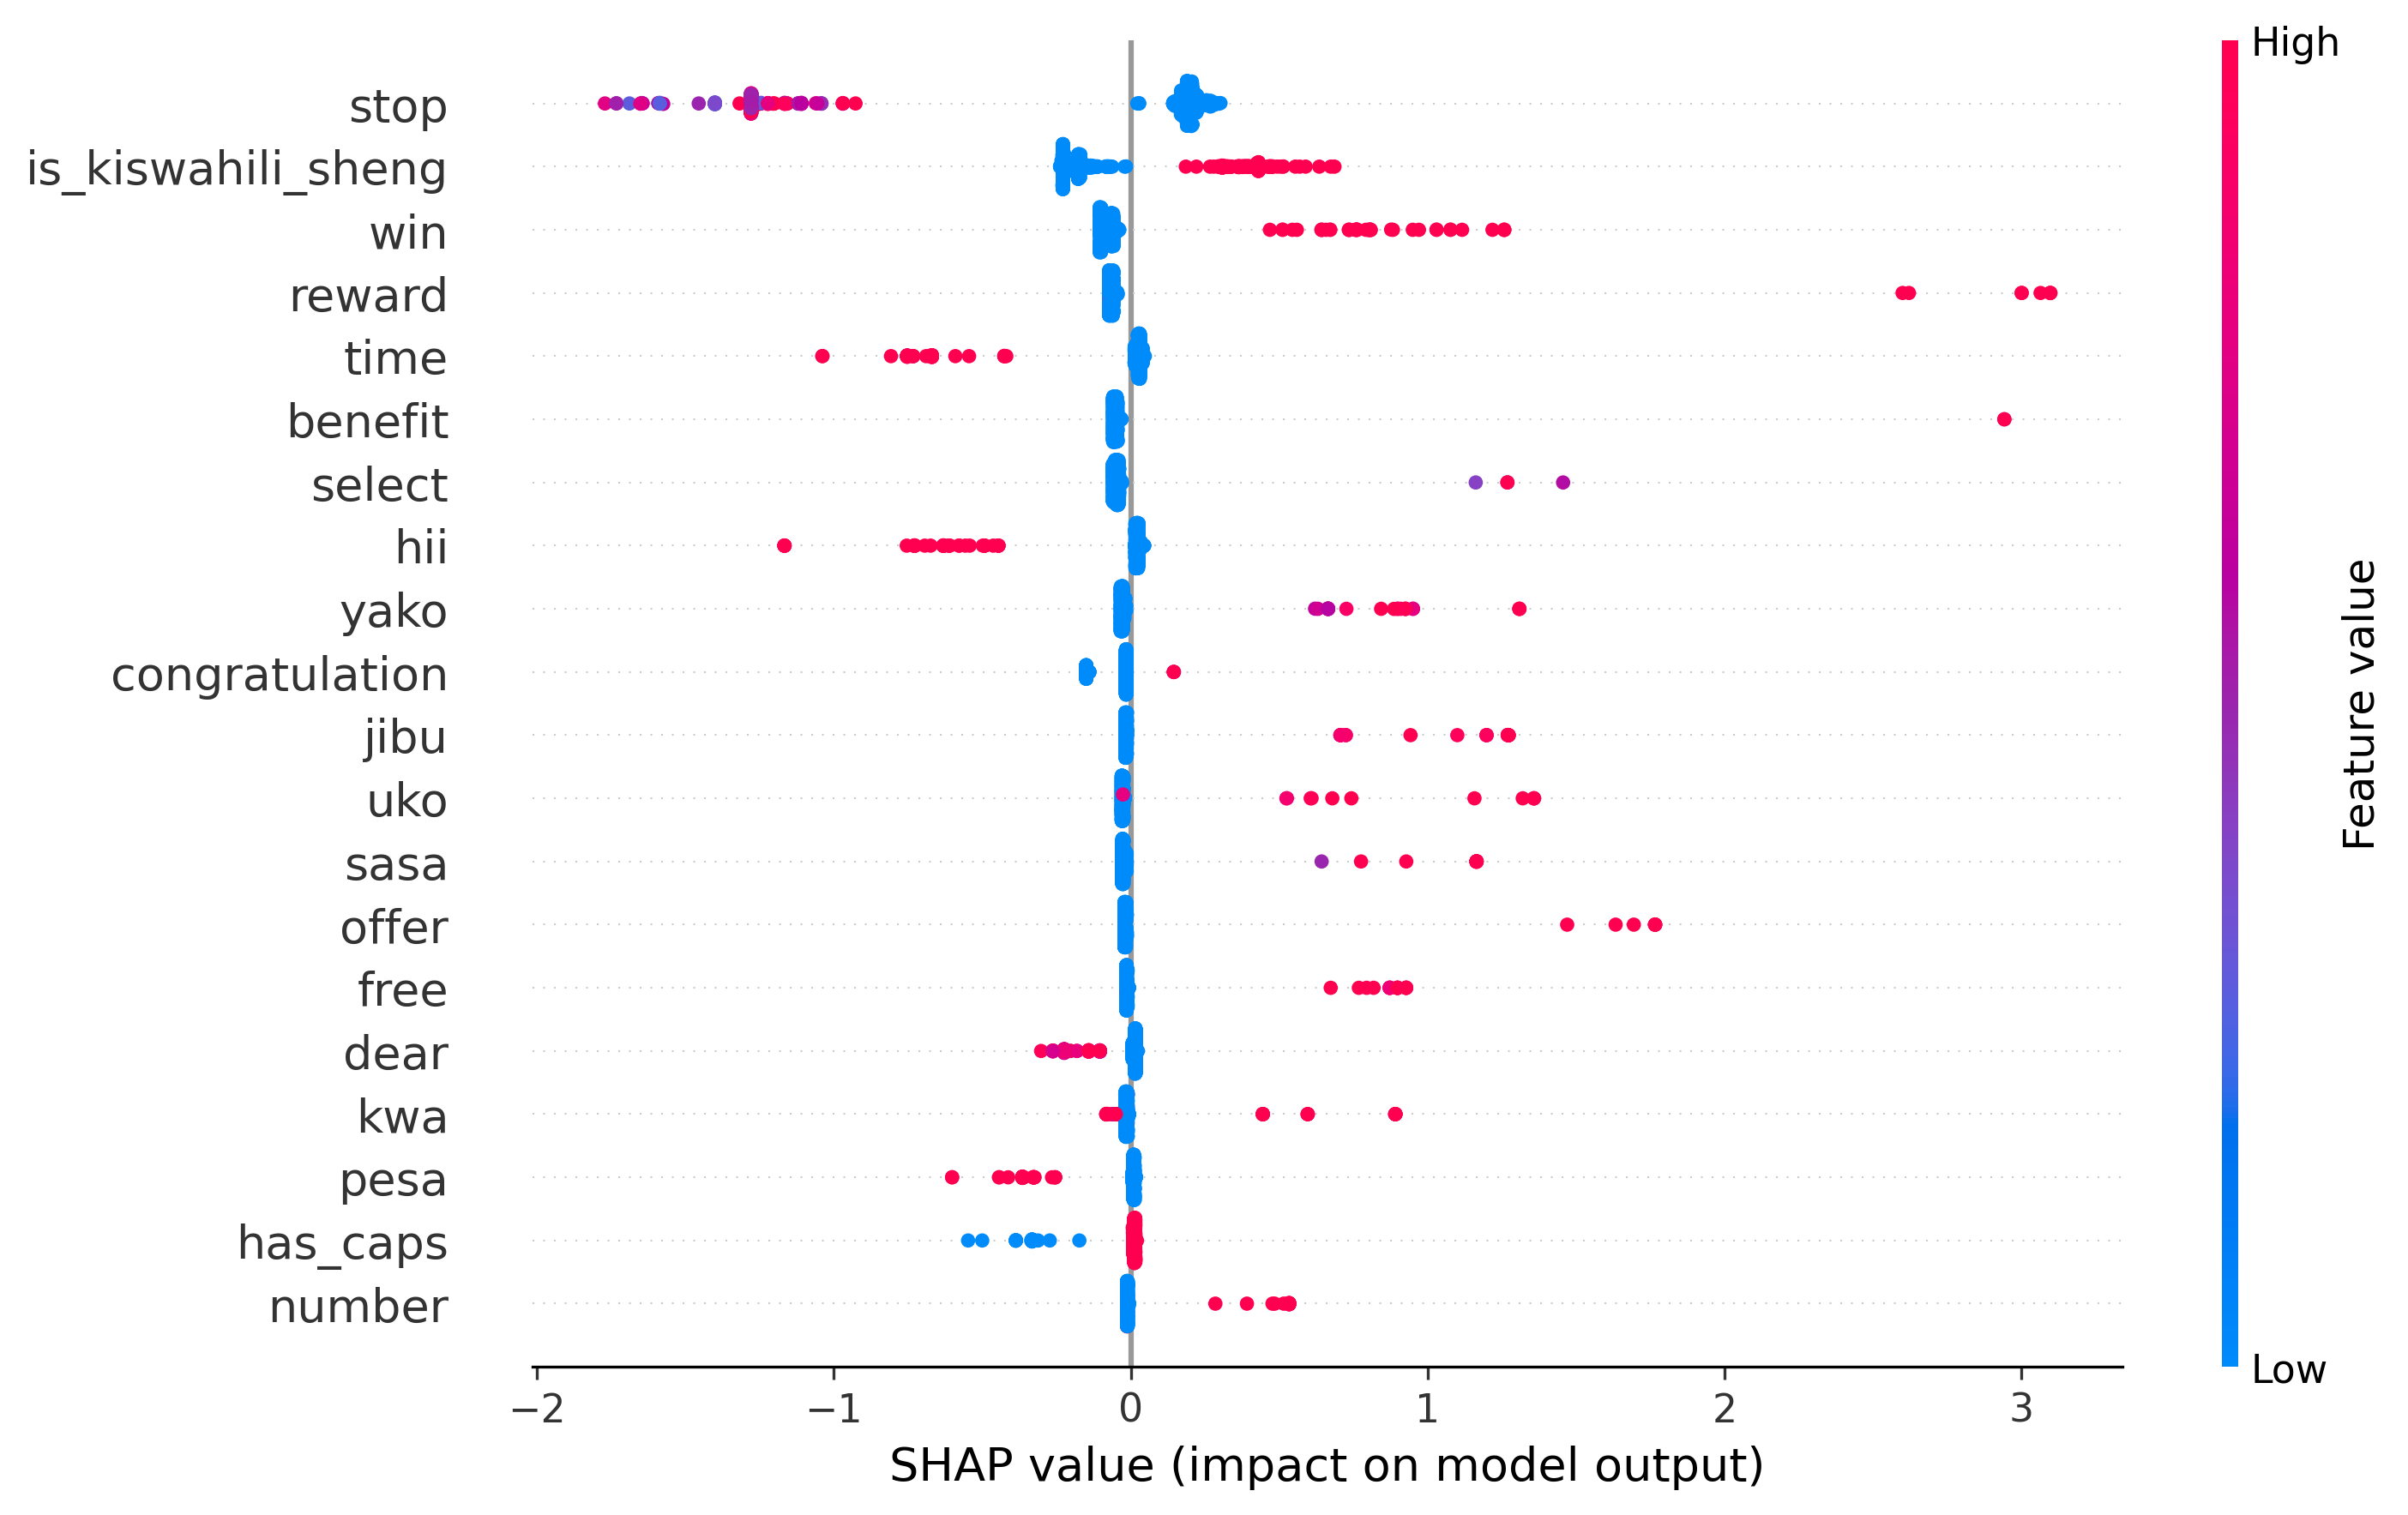 High
stop
is_kiswahili_sheng
win
reward
time
benefit
select
hii
yako
congratulation
jibu
uko
sasa
offer
free
dear
kwa
pesa
has_caps
number
Feature value
Low
−2 −1 0 1 2 3
SHAP value (impact on model output)